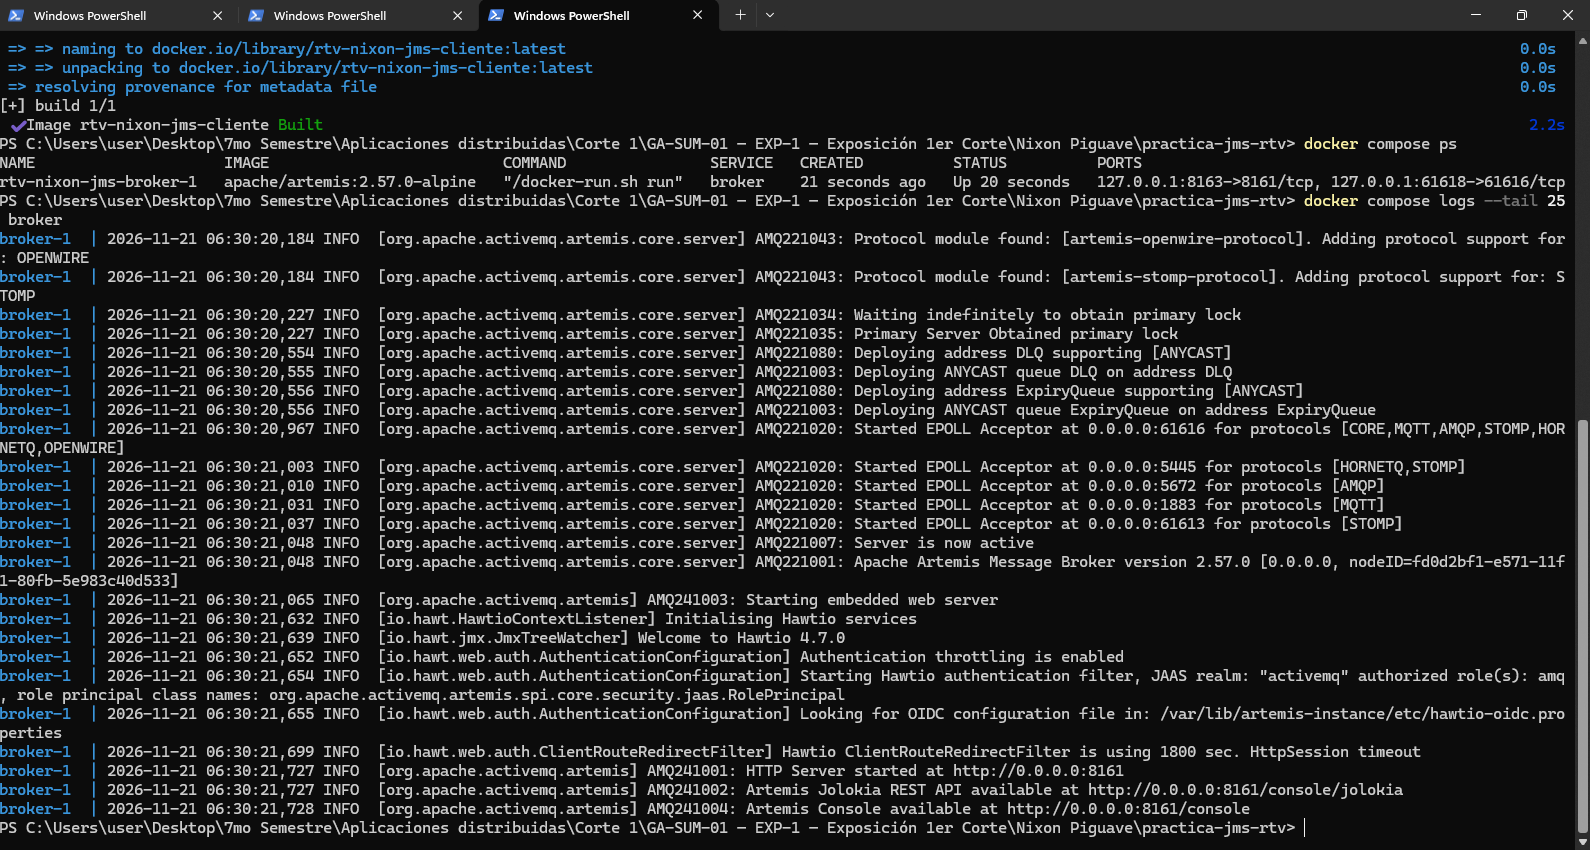 Windows PowerShell
Windows PowerShell
Windows PowerShell
=> => naming to docker.io/library/rtv-nixon-jms-cliente:latest 0.0s
=> => unpacking to docker.io/library/rtv-nixon-jms-cliente:latest 0.0s
=> resolving provenance for metadata file 0.0s
[+] build 1/1
✔Image rtv-nixon-jms-cliente Built 2.2s
PS C:\Users\user\Desktop\7mo Semestre\Aplicaciones distribuidas\Corte 1\GA-SUM-01 - EXP-1 - Exposición 1er Corte\Nixon Piguave\practica-jms-rtv> docker compose ps
NAME IMAGE COMMAND SERVICE CREATED STATUS PORTS
rtv-nixon-jms-broker-1 apache/artemis:2.57.0-alpine "/docker-run.sh run" broker 21 seconds ago Up 20 seconds 127.0.0.1:8163->8161/tcp, 127.0.0.1:61618->61616/tcp
PS C:\Users\user\Desktop\7mo Semestre\Aplicaciones distribuidas\Corte 1\GA-SUM-01 - EXP-1 - Exposición 1er Corte\Nixon Piguave\practica-jms-rtv> docker compose logs --tail 25
broker
broker-1 | 2026-11-21 06:30:20,184 INFO [org.apache.activemq.artemis.core.server] AMQ221043: Protocol module found: [artemis-openwire-protocol]. Adding protocol support for
: OPENWIRE
broker-1 | 2026-11-21 06:30:20,184 INFO [org.apache.activemq.artemis.core.server] AMQ221043: Protocol module found: [artemis-stomp-protocol]. Adding protocol support for: S
TOMP
broker-1 | 2026-11-21 06:30:20,227 INFO [org.apache.activemq.artemis.core.server] AMQ221034: Waiting indefinitely to obtain primary lock
broker-1 | 2026-11-21 06:30:20,227 INFO [org.apache.activemq.artemis.core.server] AMQ221035: Primary Server Obtained primary lock
broker-1 | 2026-11-21 06:30:20,554 INFO [org.apache.activemq.artemis.core.server] AMQ221080: Deploying address DLQ supporting [ANYCAST]
broker-1 | 2026-11-21 06:30:20,555 INFO [org.apache.activemq.artemis.core.server] AMQ221003: Deploying ANYCAST queue DLQ on address DLQ
broker-1 | 2026-11-21 06:30:20,556 INFO [org.apache.activemq.artemis.core.server] AMQ221080: Deploying address ExpiryQueue supporting [ANYCAST]
broker-1 | 2026-11-21 06:30:20,556 INFO [org.apache.activemq.artemis.core.server] AMQ221003: Deploying ANYCAST queue ExpiryQueue on address ExpiryQueue
broker-1 | 2026-11-21 06:30:20,967 INFO [org.apache.activemq.artemis.core.server] AMQ221020: Started EPOLL Acceptor at 0.0.0.0:61616 for protocols [CORE,MQTT,AMQP,STOMP,HOR
NETQ,OPENWIRE]
broker-1 | 2026-11-21 06:30:21,003 INFO [org.apache.activemq.artemis.core.server] AMQ221020: Started EPOLL Acceptor at 0.0.0.0:5445 for protocols [HORNETQ,STOMP]
broker-1 | 2026-11-21 06:30:21,010 INFO [org.apache.activemq.artemis.core.server] AMQ221020: Started EPOLL Acceptor at 0.0.0.0:5672 for protocols [AMQP]
broker-1 | 2026-11-21 06:30:21,031 INFO [org.apache.activemq.artemis.core.server] AMQ221020: Started EPOLL Acceptor at 0.0.0.0:1883 for protocols [MQTT]
broker-1 | 2026-11-21 06:30:21,037 INFO [org.apache.activemq.artemis.core.server] AMQ221020: Started EPOLL Acceptor at 0.0.0.0:61613 for protocols [STOMP]
broker-1 | 2026-11-21 06:30:21,048 INFO [org.apache.activemq.artemis.core.server] AMQ221007: Server is now active
broker-1 | 2026-11-21 06:30:21,048 INFO [org.apache.activemq.artemis.core.server] AMQ221001: Apache Artemis Message Broker version 2.57.0 [0.0.0.0, nodeID=fd0d2bf1-e571-11f
1-80fb-5e983c40d533]
broker-1 | 2026-11-21 06:30:21,065 INFO [org.apache.activemq.artemis] AMQ241003: Starting embedded web server
broker-1 | 2026-11-21 06:30:21,632 INFO [io.hawt.HawtioContextListener] Initialising Hawtio services
broker-1 | 2026-11-21 06:30:21,639 INFO [io.hawt.jmx.JmxTreeWatcher] Welcome to Hawtio 4.7.0
broker-1 | 2026-11-21 06:30:21,652 INFO [io.hawt.web.auth.AuthenticationConfiguration] Authentication throttling is enabled
broker-1 | 2026-11-21 06:30:21,654 INFO [io.hawt.web.auth.AuthenticationConfiguration] Starting Hawtio authentication filter, JAAS realm: "activemq" authorized role(s): amq
, role principal class names: org.apache.activemq.artemis.spi.core.security.jaas.RolePrincipal
broker-1 | 2026-11-21 06:30:21,655 INFO [io.hawt.web.auth.AuthenticationConfiguration] Looking for OIDC configuration file in: /var/lib/artemis-instance/etc/hawtio-oidc.pro
perties
broker-1 | 2026-11-21 06:30:21,699 INFO [io.hawt.web.auth.ClientRouteRedirectFilter] Hawtio ClientRouteRedirectFilter is using 1800 sec. HttpSession timeout
broker-1 | 2026-11-21 06:30:21,727 INFO [org.apache.activemq.artemis] AMQ241001: HTTP Server started at http://0.0.0.0:8161
broker-1 | 2026-11-21 06:30:21,727 INFO [org.apache.activemq.artemis] AMQ241002: Artemis Jolokia REST API available at http://0.0.0.0:8161/console/jolokia
broker-1 | 2026-11-21 06:30:21,728 INFO [org.apache.activemq.artemis] AMQ241004: Artemis Console available at http://0.0.0.0:8161/console
PS C:\Users\user\Desktop\7mo Semestre\Aplicaciones distribuidas\Corte 1\GA-SUM-01 - EXP-1 - Exposición 1er Corte\Nixon Piguave\practica-jms-rtv>